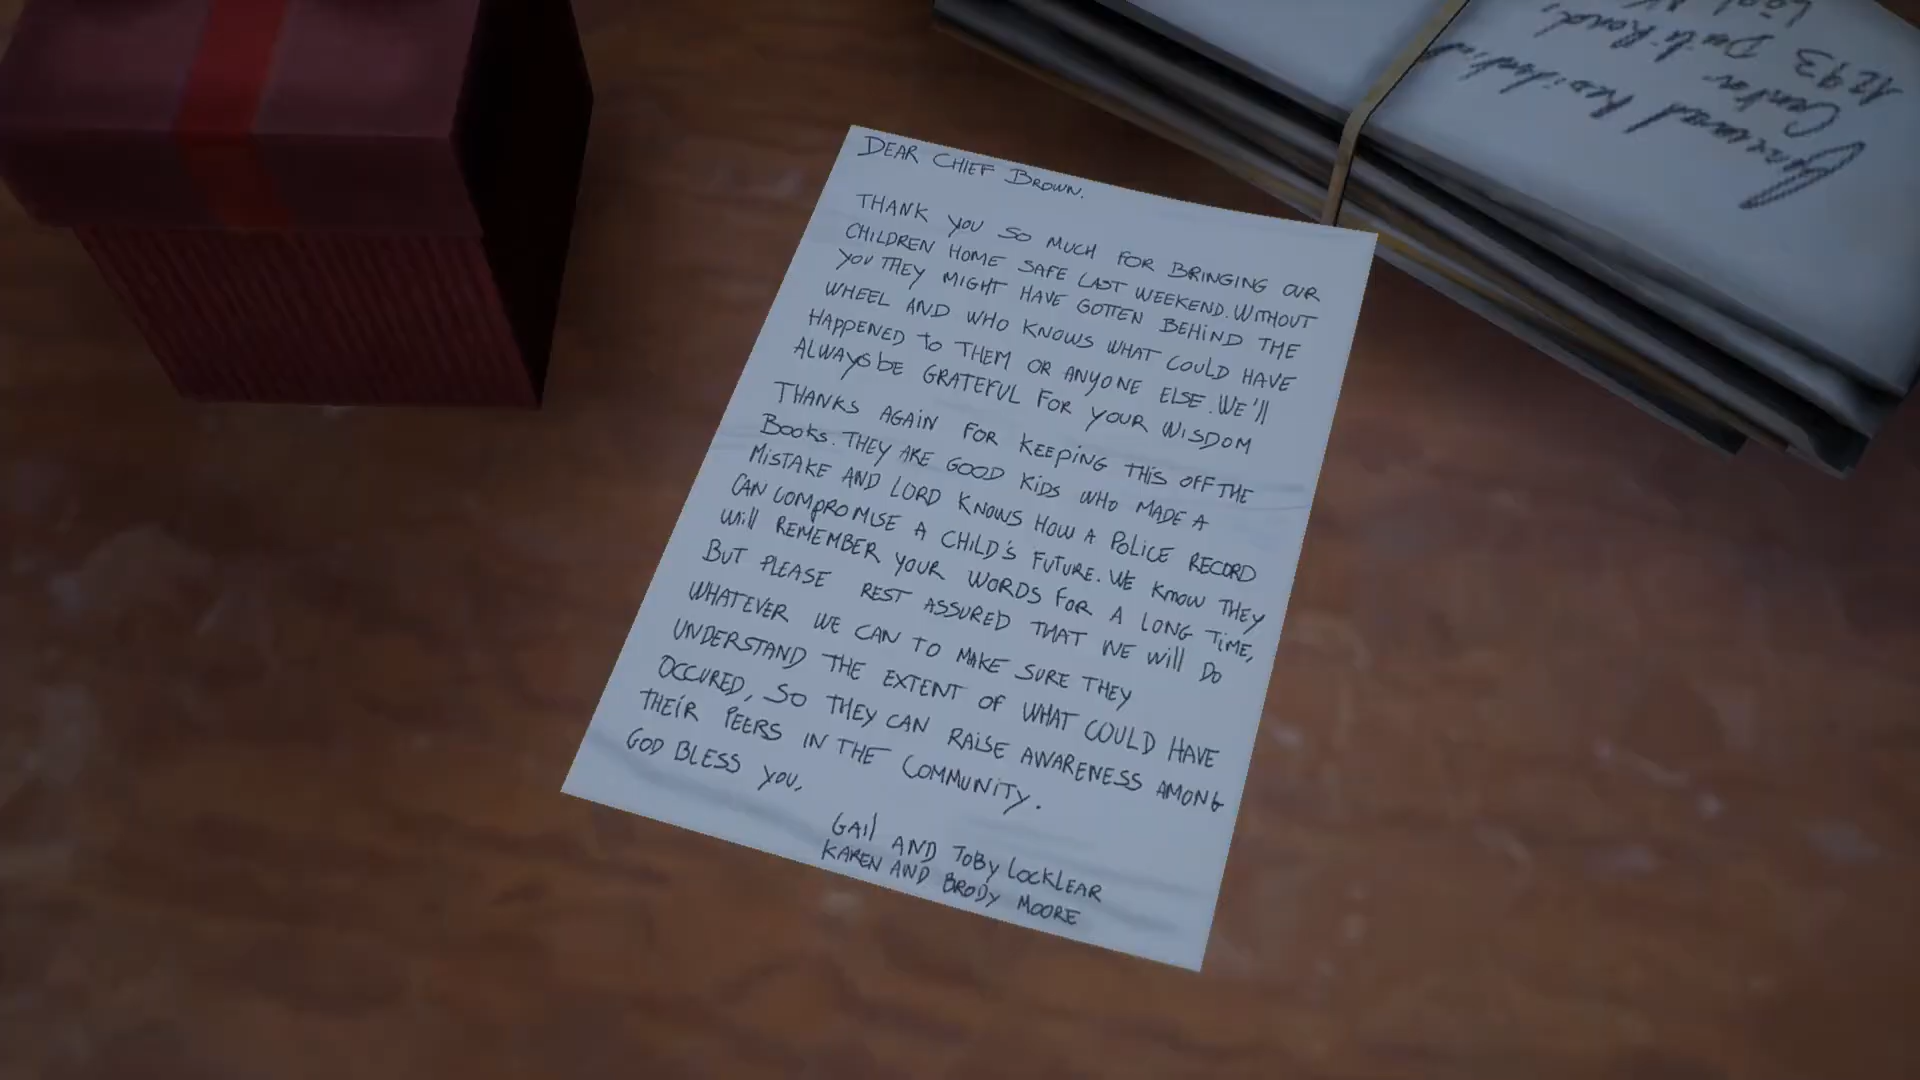 DEAR CHIEF BROWN.
THANK YOU SO MUCH FOR BRINGING OUR
CHILDREN HOME SAFE LAST WEEKEND. WITHOUT
YOU THEY MIGHT HAVE GOTTEN BEHIND THE
WHEEL AND WHO KNOWS WHAT COULD HAVE
HAPPENED TO THEM OR ANYONE ELSE. WE'll
ALWAYS bE GRATEFUL FOR YOUR WISDOM
THANKS AGAIN FOR KEEPING THIS OFF THE
BOOKS. THEY ARE GOOD KIDS WHO MADE A
MISTAKE AND LORD KNOWS HOW A POLICE RECORD
CAN COMPROMISE A CHILD'S FUTURE. WE KNOW THEY
Will REMEMBER YOUR WORDS FOR A LONG TIME,
BUT PLEASE REST ASSURED THAT WE Will DO
WHATEVER WE CAN TO MAKE SURE THEY
UNDERSTAND THE EXTENT OF WHAT COULD HAVE
OCCURED, SO THEY CAN RAISE AWARENESS AMONG
THEIR PEERS IN THE COMMUNITY.
GOD BLESS YOU,
GAIl AND TOBY LOCKLEAR
KAREN AND BRODY MOORE
Residential
Center
1293
Road,